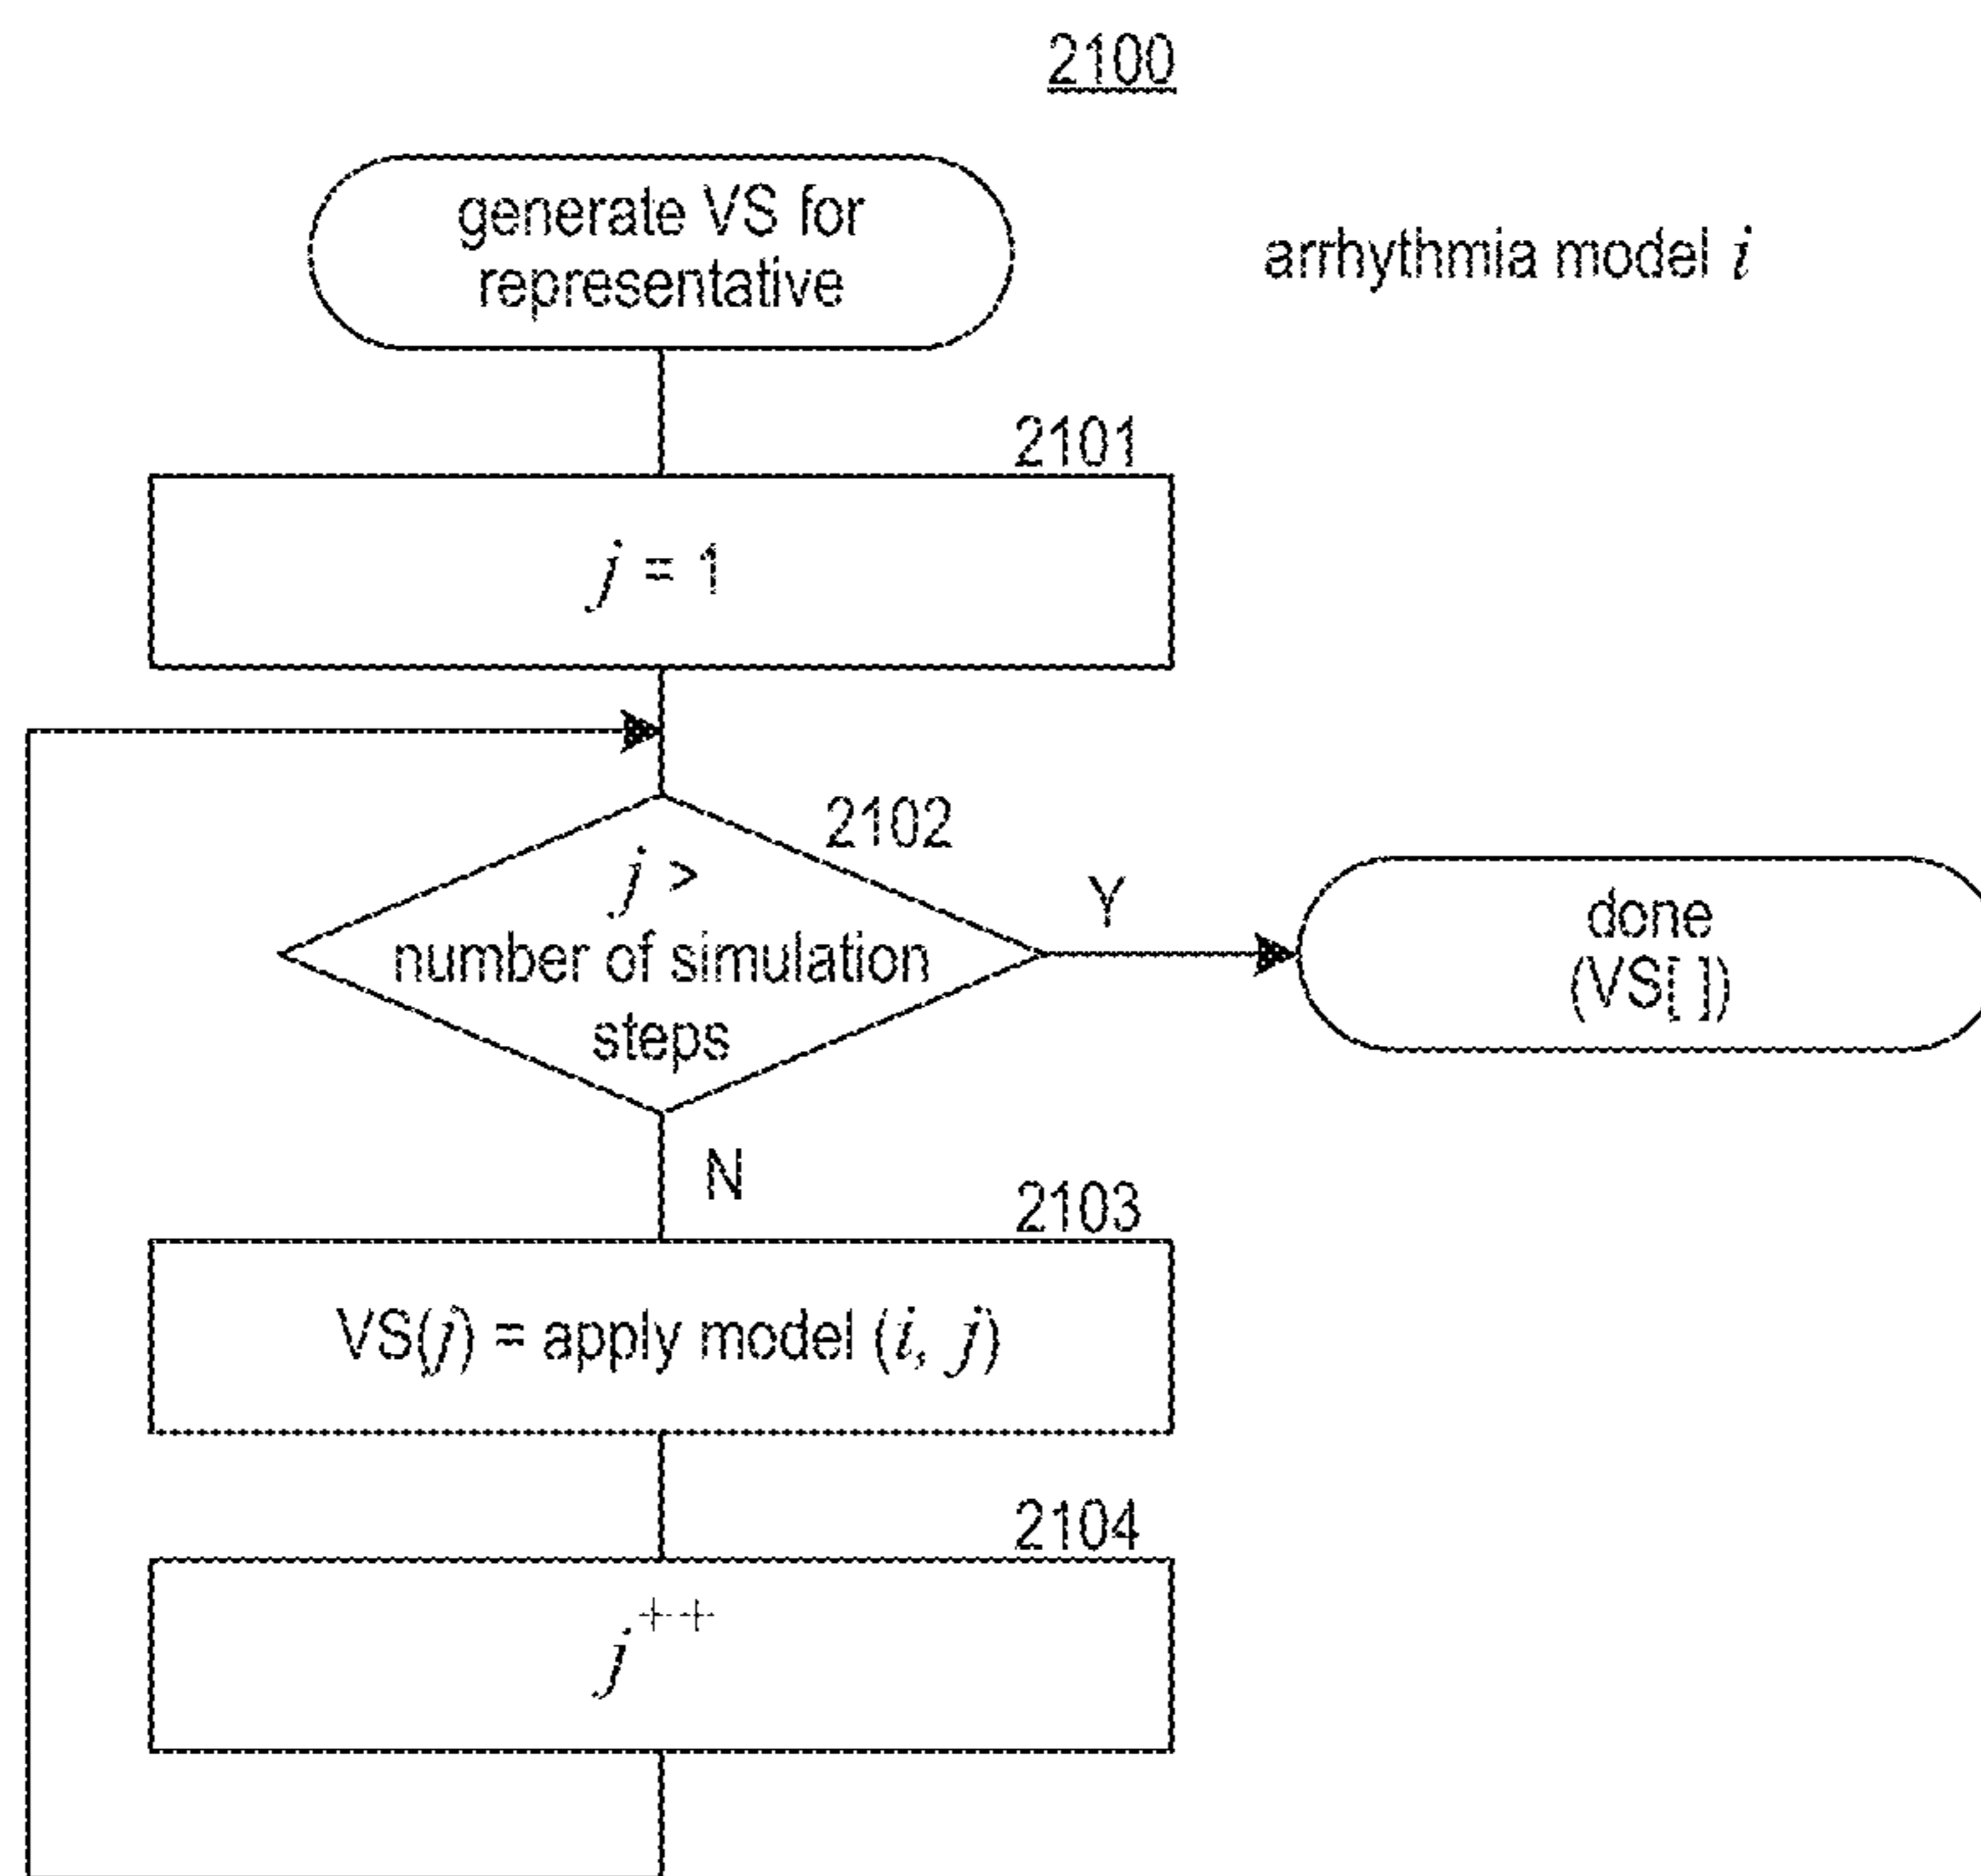 2100
generate VS for
representative
arrhythmia model i
2101
j = 1
2102
j >
number of simulation
steps
Y
done
(VS[ ])
N
2103
VS(j) = apply model (i, j)
2104
j++